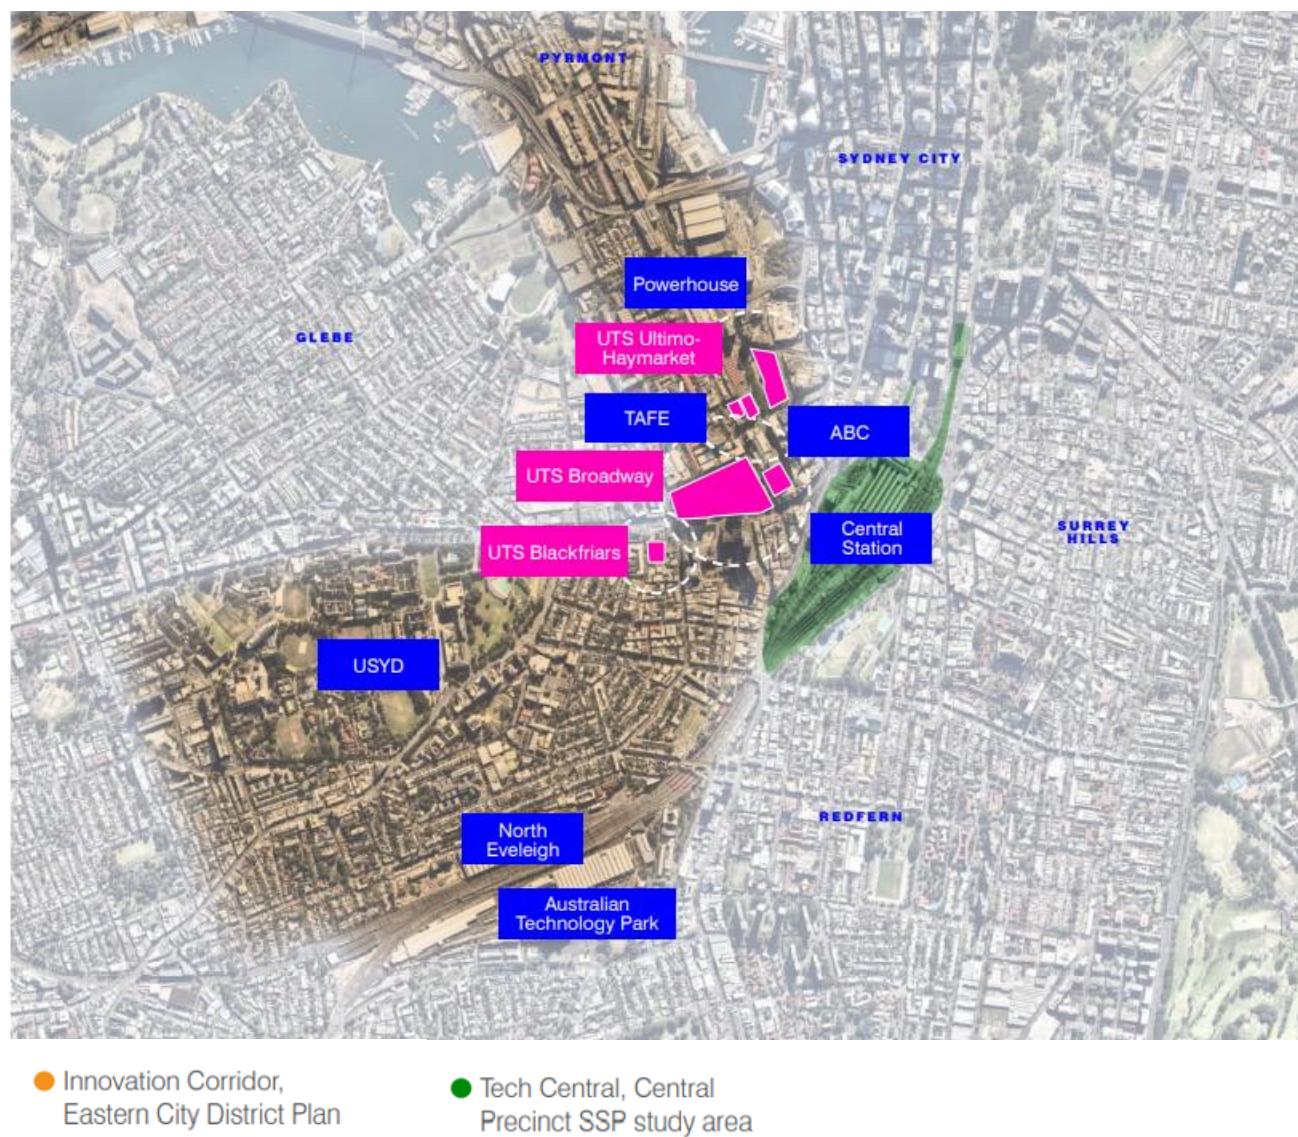 PYRMONT
SYDNEY CITY
Powerhouse
GLEBE
UTS Ultimo-
Haymarket
TAFE
ABC
UTS Broadway
Central
Station
SURREY
HILLS
UTS Blackfriars
USYD
REDFERN
North
Eveleigh
Australian
Technology Park
Innovation Corridor,
Eastern City District Plan
Tech Central, Central
Precinct SSP study area